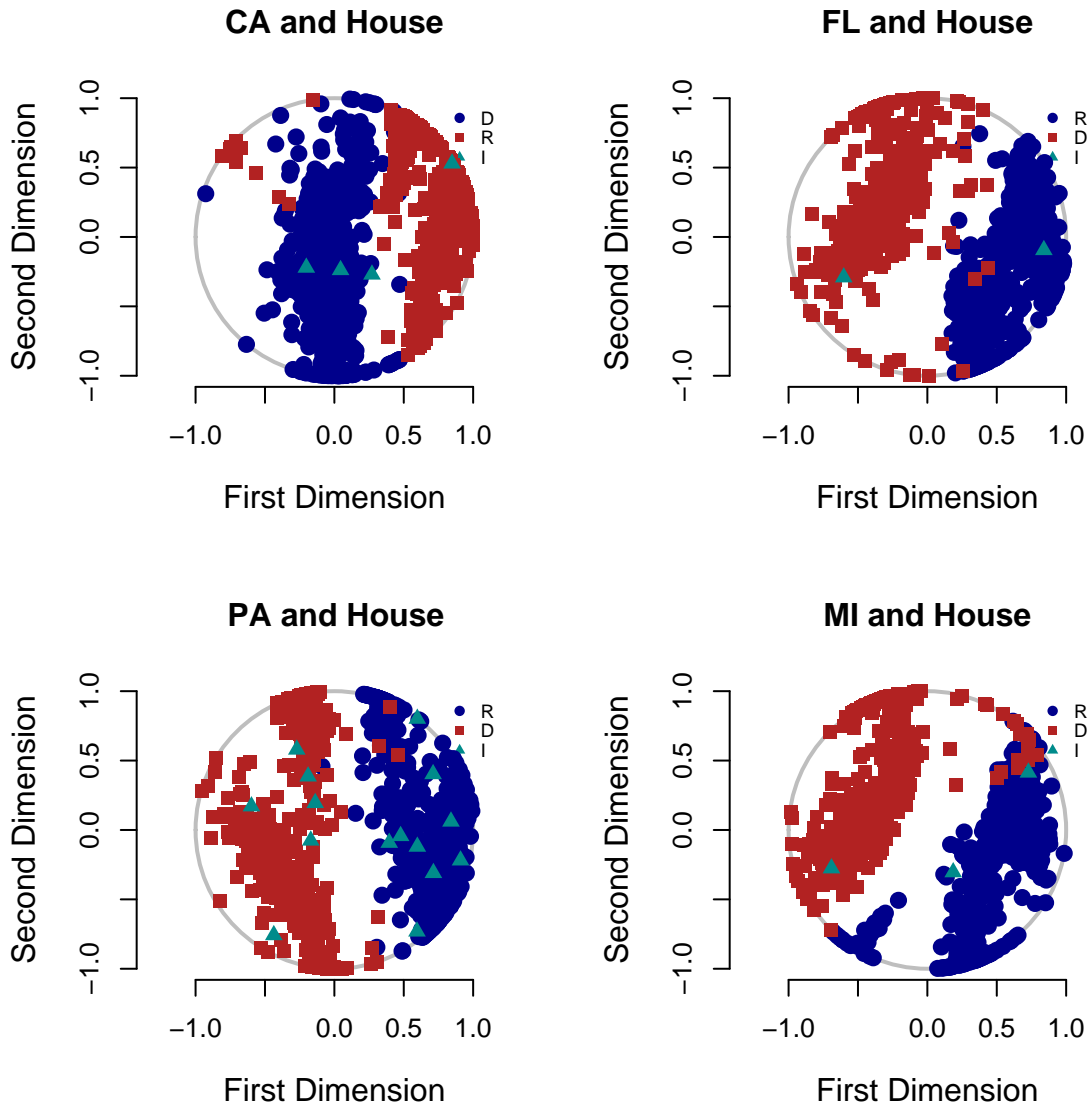 CA and House
Second Dimension
1.0
0.5
0.0
−1.0
D
R
I
−1.0
0.0
0.5
1.0
First Dimension
FL and House
Second Dimension
1.0
0.5
0.0
−1.0
R
D
I
−1.0
0.0
0.5
1.0
First Dimension
PA and House
Second Dimension
1.0
0.5
0.0
−1.0
R
D
I
−1.0
0.0
0.5
1.0
First Dimension
MI and House
Second Dimension
1.0
0.5
0.0
−1.0
R
D
I
−1.0
0.0
0.5
1.0
First Dimension